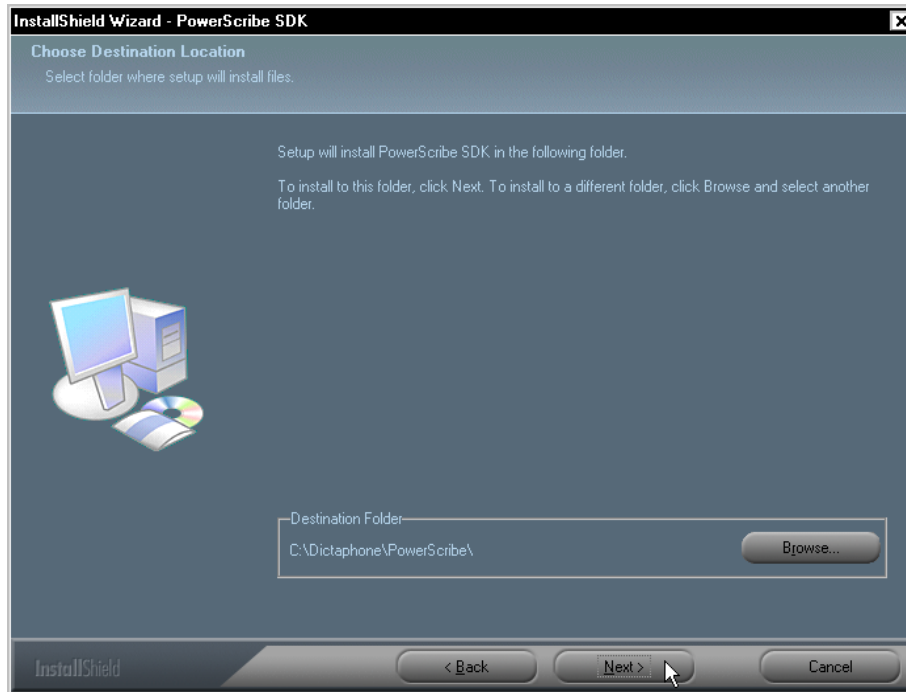 InstallShield Wizard - PowerScribe SDK
Choose Destination Location
Select folder where setup will install files.
Setup will install PowerScribe SDK in the following folder.
To install to this folder, click Next. To install to a different folder, click Browse and select another
folder.
Destination Folder
C:\Dictaphone\PowerScribe\
Browse...
InstallShield
< Back
Next >
Cancel